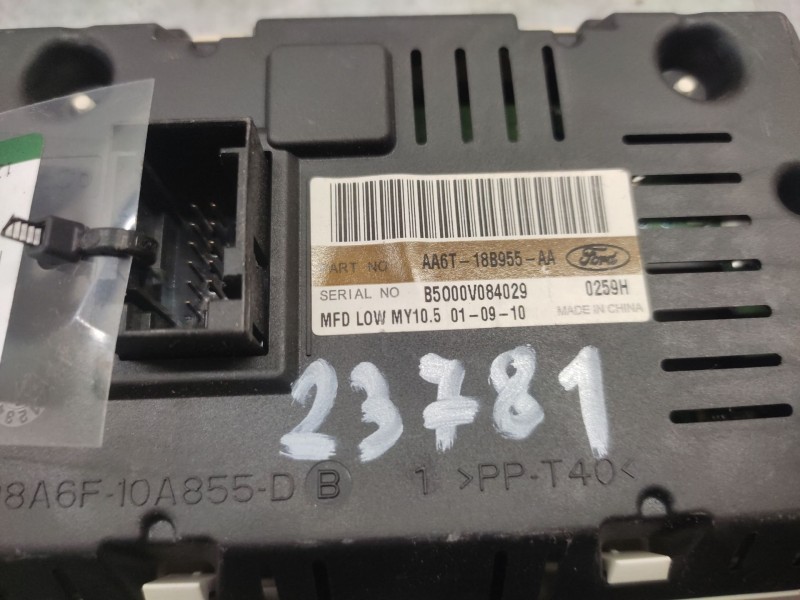 ART NO AA6T-18B955-AA Ford
SERIAL NO B5000V084029 0259H
MFD LOW MY10.5 01-09-10 MADE IN CHINA
23781
8A6F-10A855-D B 1 >PP-T40<